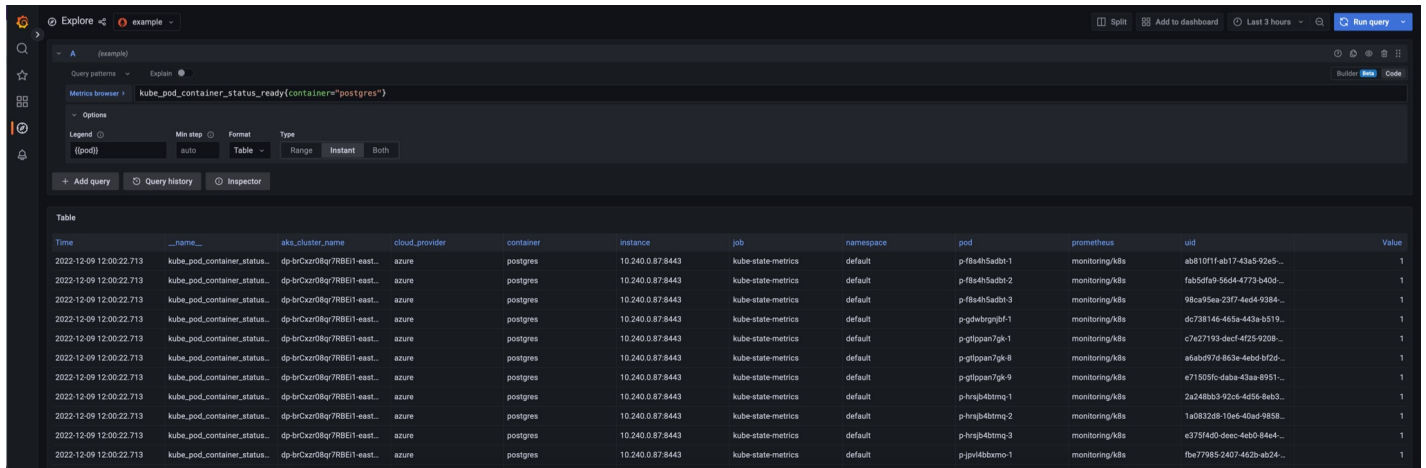 Explore example Split Add to dashboard Last 3 hours Run query
A (example)
Query patterns Explain Builder Beta Code
Metrics browser > kube_pod_container_status_ready{container="postgres"}
Options
Legend Min step Format Type
{{pod}} auto Table Range Instant Both
+ Add query Query history Inspector
Table
Time __name__ aks_cluster_name cloud_provider container instance job namespace pod prometheus uid Value
2022-12-09 12:00:22.713 kube_pod_container_status... dp-brCxzr08qr7RBEi1-east... azure postgres 10.240.0.87:8443 kube-state-metrics default p-f8s4h5adbt-1 monitoring/k8s ab810f1f-ab17-43a5-92e5-... 1
2022-12-09 12:00:22.713 kube_pod_container_status... dp-brCxzr08qr7RBEi1-east... azure postgres 10.240.0.87:8443 kube-state-metrics default p-f8s4h5adbt-2 monitoring/k8s fab5dfa9-56d4-4773-b40d-... 1
2022-12-09 12:00:22.713 kube_pod_container_status... dp-brCxzr08qr7RBEi1-east... azure postgres 10.240.0.87:8443 kube-state-metrics default p-f8s4h5adbt-3 monitoring/k8s 98ca95ea-23f7-4ed4-9384-... 1
2022-12-09 12:00:22.713 kube_pod_container_status... dp-brCxzr08qr7RBEi1-east... azure postgres 10.240.0.87:8443 kube-state-metrics default p-gdwbrgnjbf-1 monitoring/k8s dc738146-465a-443a-b519... 1
2022-12-09 12:00:22.713 kube_pod_container_status... dp-brCxzr08qr7RBEi1-east... azure postgres 10.240.0.87:8443 kube-state-metrics default p-gtlppan7gk-1 monitoring/k8s c7e27193-decf-4f25-9208-... 1
2022-12-09 12:00:22.713 kube_pod_container_status... dp-brCxzr08qr7RBEi1-east... azure postgres 10.240.0.87:8443 kube-state-metrics default p-gtlppan7gk-8 monitoring/k8s a6abd97d-863e-4ebd-bf2d-... 1
2022-12-09 12:00:22.713 kube_pod_container_status... dp-brCxzr08qr7RBEi1-east... azure postgres 10.240.0.87:8443 kube-state-metrics default p-gtlppan7gk-9 monitoring/k8s e71505fc-daba-43aa-8951-... 1
2022-12-09 12:00:22.713 kube_pod_container_status... dp-brCxzr08qr7RBEi1-east... azure postgres 10.240.0.87:8443 kube-state-metrics default p-hrsjb4btmq-1 monitoring/k8s 2a248bb3-92c6-4d56-8eb3... 1
2022-12-09 12:00:22.713 kube_pod_container_status... dp-brCxzr08qr7RBEi1-east... azure postgres 10.240.0.87:8443 kube-state-metrics default p-hrsjb4btmq-2 monitoring/k8s 1a0832d8-10e6-40ad-9858... 1
2022-12-09 12:00:22.713 kube_pod_container_status... dp-brCxzr08qr7RBEi1-east... azure postgres 10.240.0.87:8443 kube-state-metrics default p-hrsjb4btmq-3 monitoring/k8s e375f4d0-deec-4eb0-84e4-... 1
2022-12-09 12:00:22.713 kube_pod_container_status... dp-brCxzr08qr7RBEi1-east... azure postgres 10.240.0.87:8443 kube-state-metrics default p-jpvl4bbxmo-1 monitoring/k8s fbe77985-2407-462b-ab24-... 1